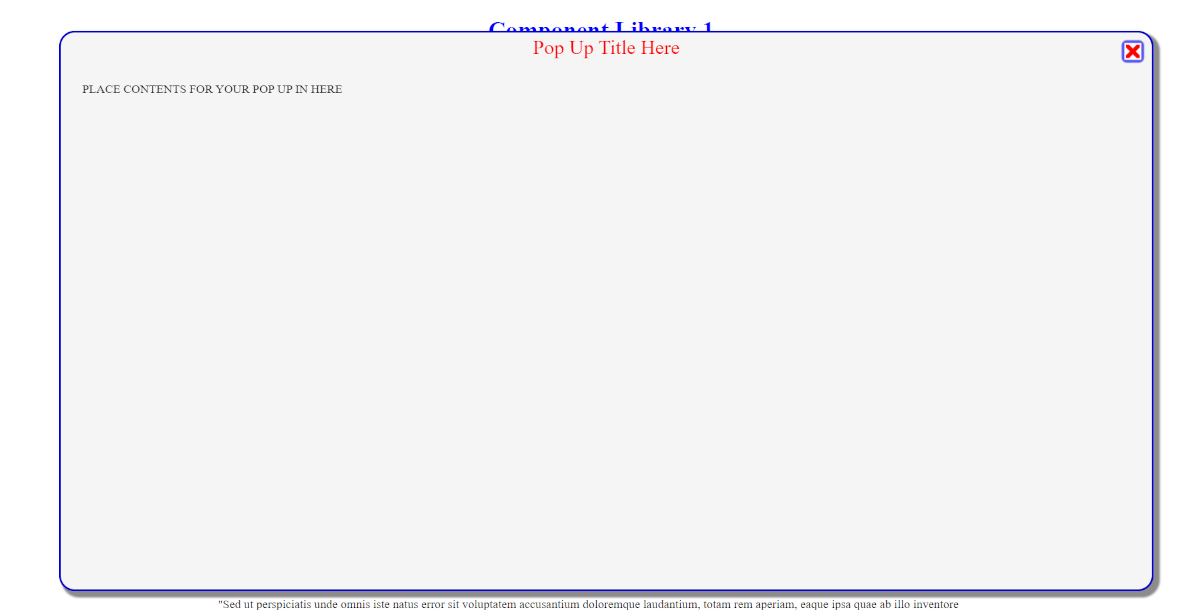 Component Library 1
Pop Up Title Here
PLACE CONTENTS FOR YOUR POP UP IN HERE
"Sed ut perspiciatis unde omnis iste natus error sit voluptatem accusantium doloremque laudantium, totam rem aperiam, eaque ipsa quae ab illo inventore